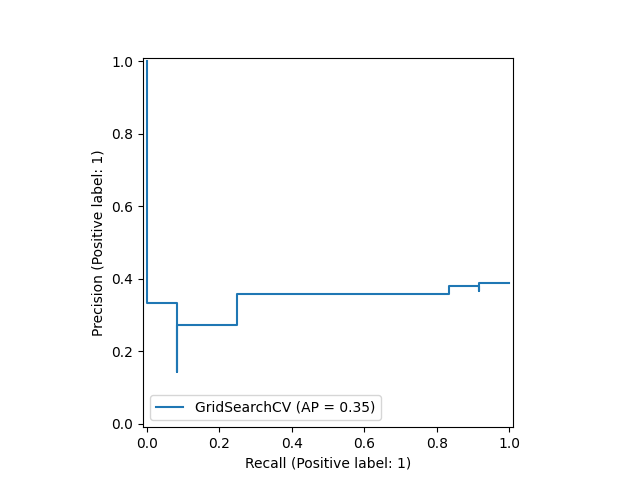 1.0
0.8
0.6
0.4
0.2
0.0
Precision (Positive label: 1)
GridSearchCV (AP = 0.35)
0.0 0.2 0.4 0.6 0.8 1.0
Recall (Positive label: 1)